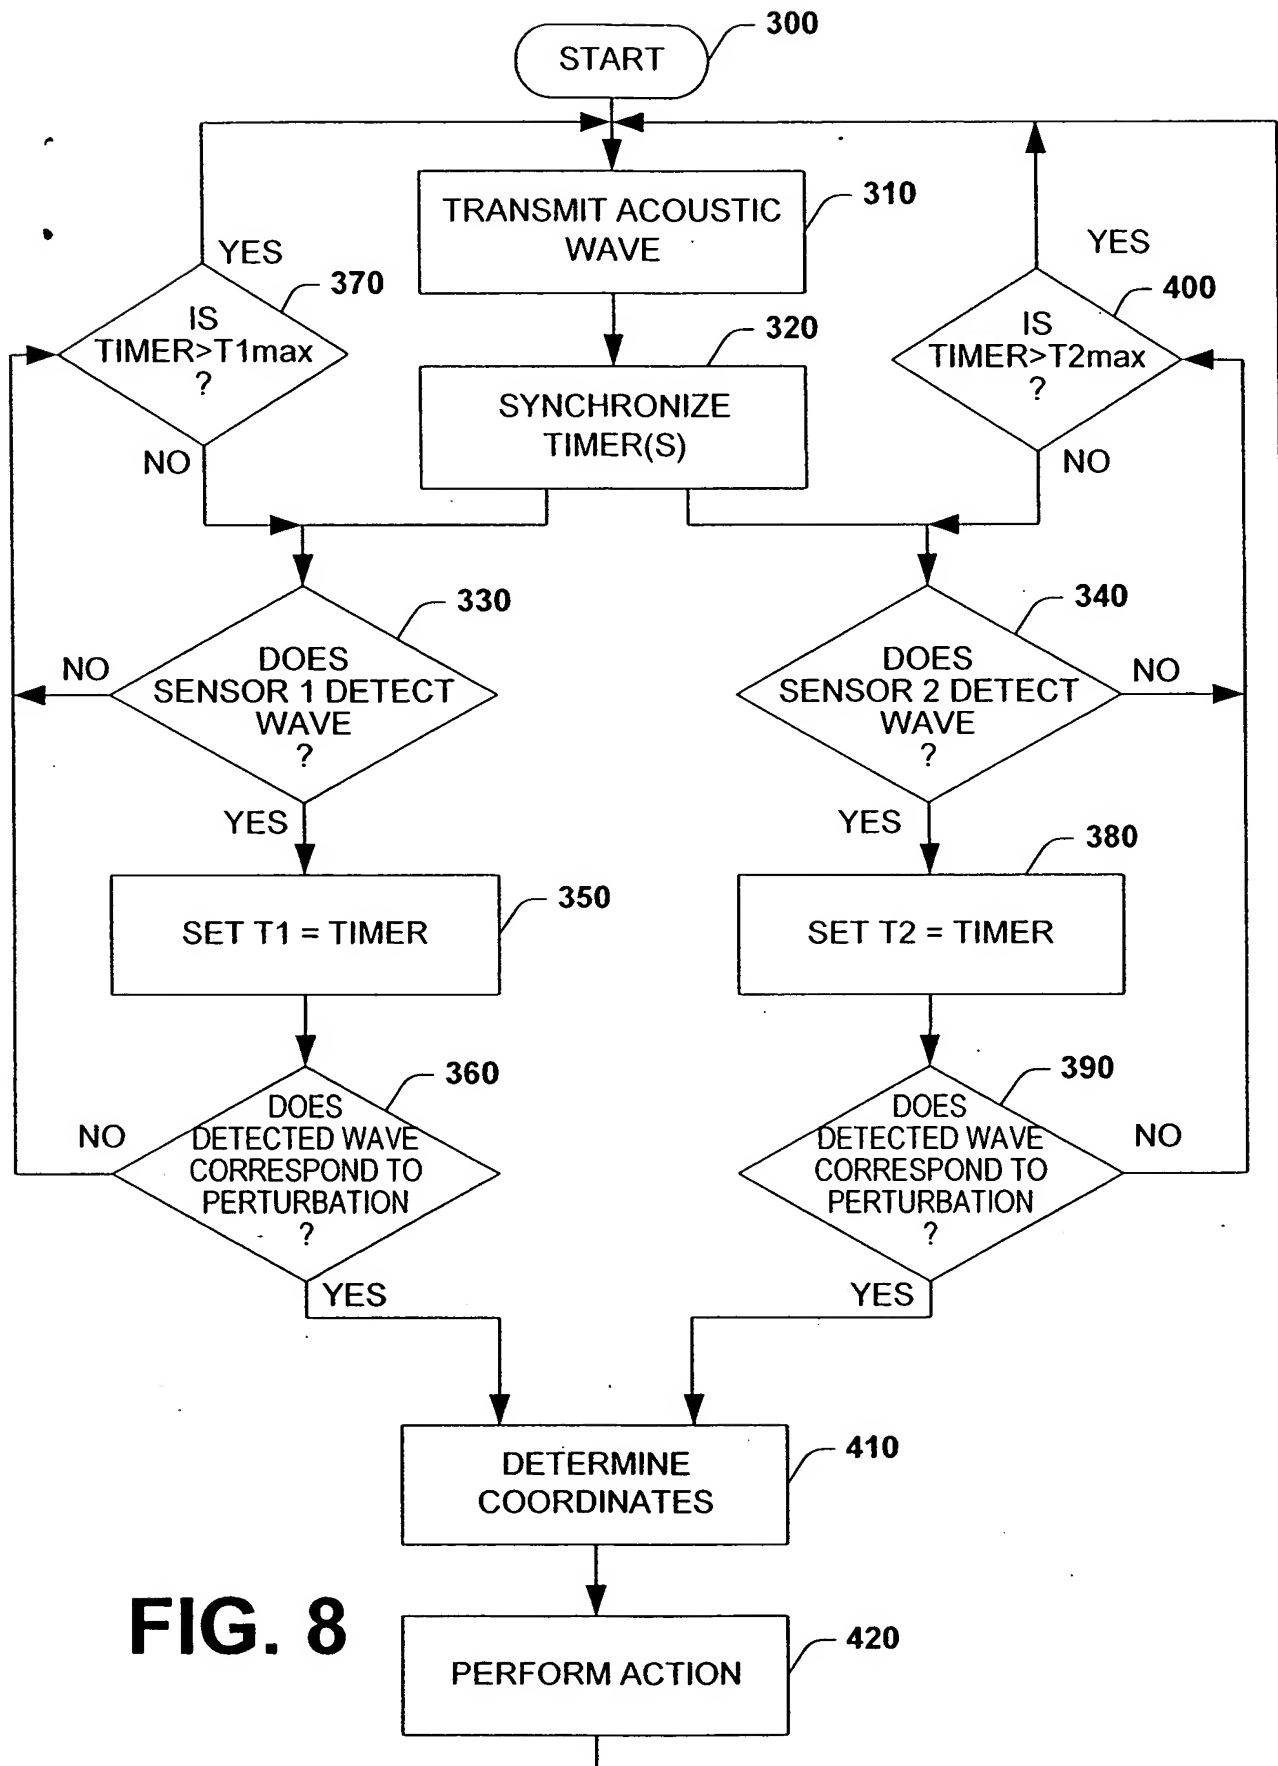 START
300
TRANSMIT ACOUSTIC
WAVE
310
YES
370
IS
TIMER>T1max
?
NO
SYNCHRONIZE
TIMER(S)
320
YES
400
IS
TIMER>T2max
?
NO
330
DOES
SENSOR 1 DETECT
WAVE
?
NO
YES
340
DOES
SENSOR 2 DETECT
WAVE
?
NO
YES
350
SET T1 = TIMER
380
SET T2 = TIMER
360
DOES
DETECTED WAVE
CORRESPOND TO
PERTURBATION
?
NO
YES
390
DOES
DETECTED WAVE
CORRESPOND TO
PERTURBATION
?
NO
YES
DETERMINE
COORDINATES
410
FIG. 8
PERFORM ACTION
420